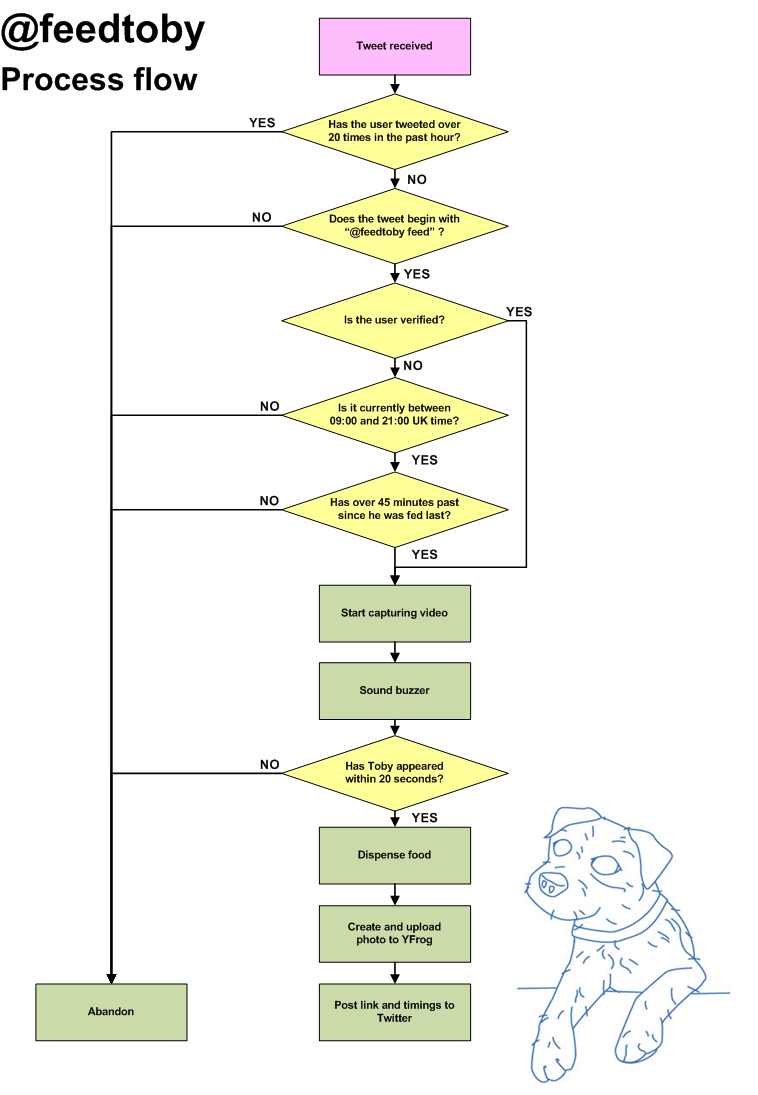 @feedtoby
Process flow
Tweet received
Has the user tweeted over
20 times in the past hour?
YES
NO
Does the tweet begin with
“@feedtoby feed” ?
NO
YES
Is the user verified?
YES
NO
Is it currently between
09:00 and 21:00 UK time?
NO
YES
Has over 45 minutes past
since he was fed last?
NO
YES
Start capturing video
Sound buzzer
Has Toby appeared
within 20 seconds?
NO
YES
Dispense food
Create and upload
photo to YFrog
Abandon
Post link and timings to
Twitter